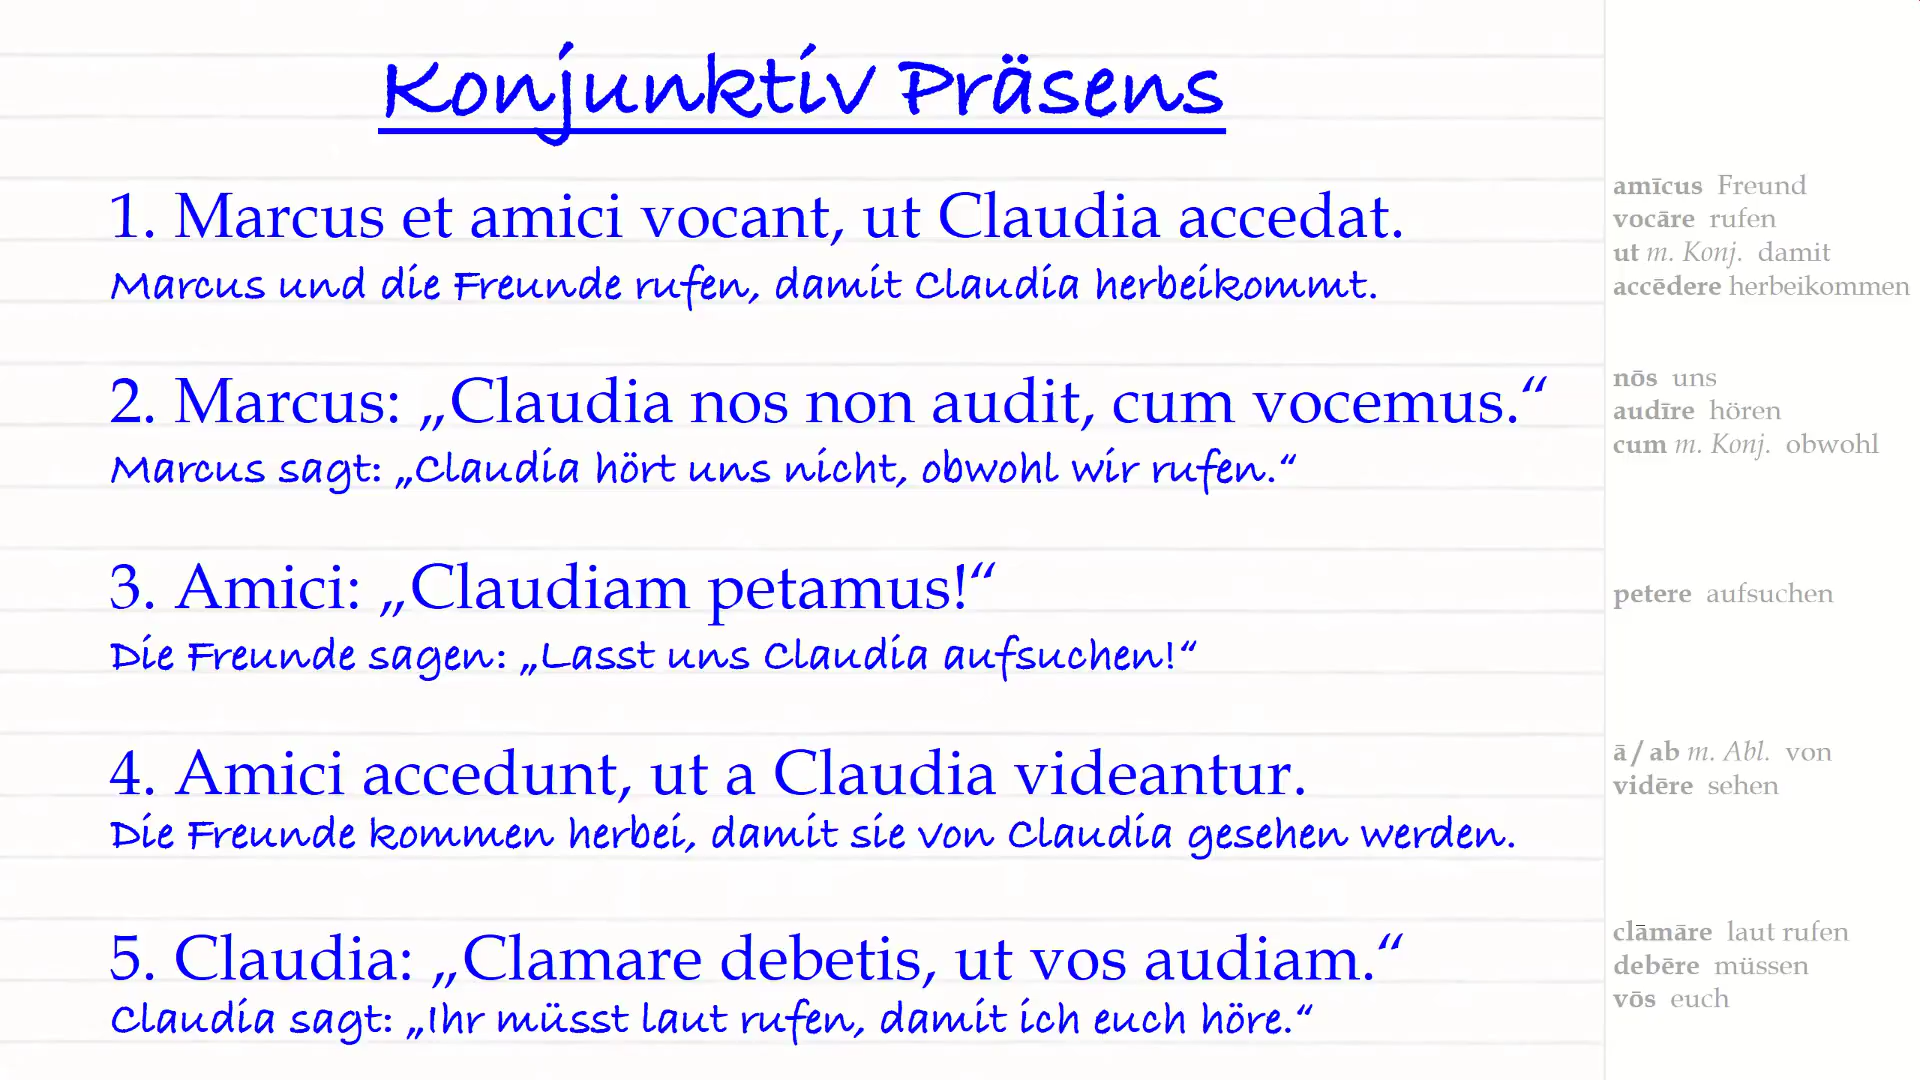 Konjunktiv Präsens
1. Marcus et amici vocant, ut Claudia accedat.
Marcus und die Freunde rufen, damit Claudia herbeikommt.
amīcus Freund
vocāre rufen
ut m. Konj. damit
accēdere herbeikommen
2. Marcus: „Claudia nos non audit, cum vocemus.“
Marcus sagt: „Claudia hört uns nicht, obwohl wir rufen.“
nōs uns
audīre hören
cum m. Konj. obwohl
3. Amici: „Claudiam petamus!“
Die Freunde sagen: „Lasst uns Claudia aufsuchen!“
petere aufsuchen
4. Amici accedunt, ut a Claudia videantur.
Die Freunde kommen herbei, damit sie von Claudia gesehen werden.
ā / ab m. Abl. von
vidēre sehen
5. Claudia: „Clamare debetis, ut vos audiam.“
Claudia sagt: „Ihr müsst laut rufen, damit ich euch höre.“
clāmāre laut rufen
debēre müssen
vōs euch